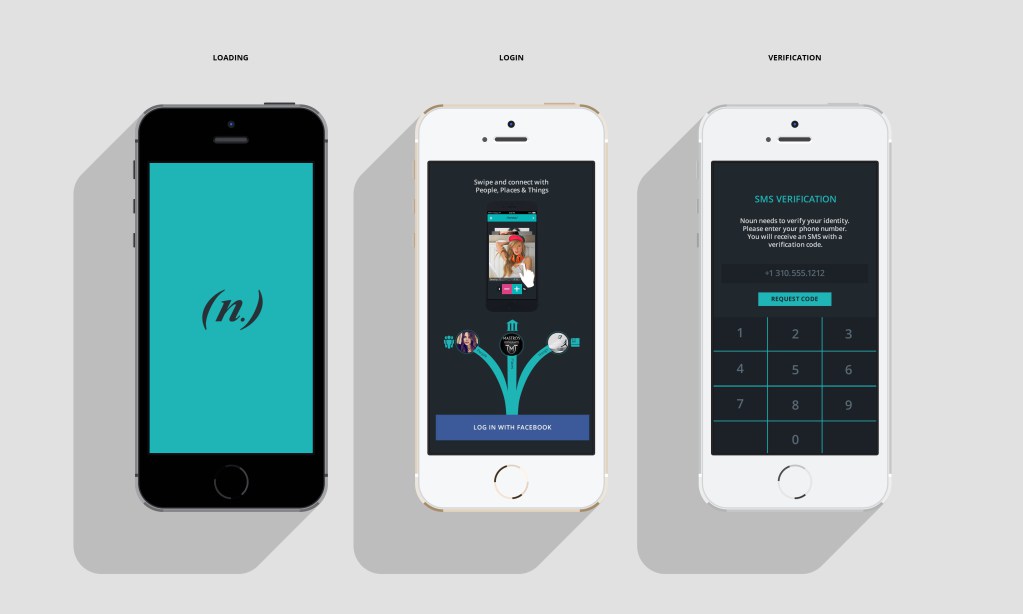 LOADING
LOGIN
VERIFICATION
(n.)
Swipe and connect with
People, Places & Things
LOG IN WITH FACEBOOK
SMS VERIFICATION
Noun needs to verify your identity.
Please enter your phone number.
You will receive an SMS with a
verification code.
+1 310.555.1212
REQUEST CODE
1 2 3
4 5 6
7 8 9
0